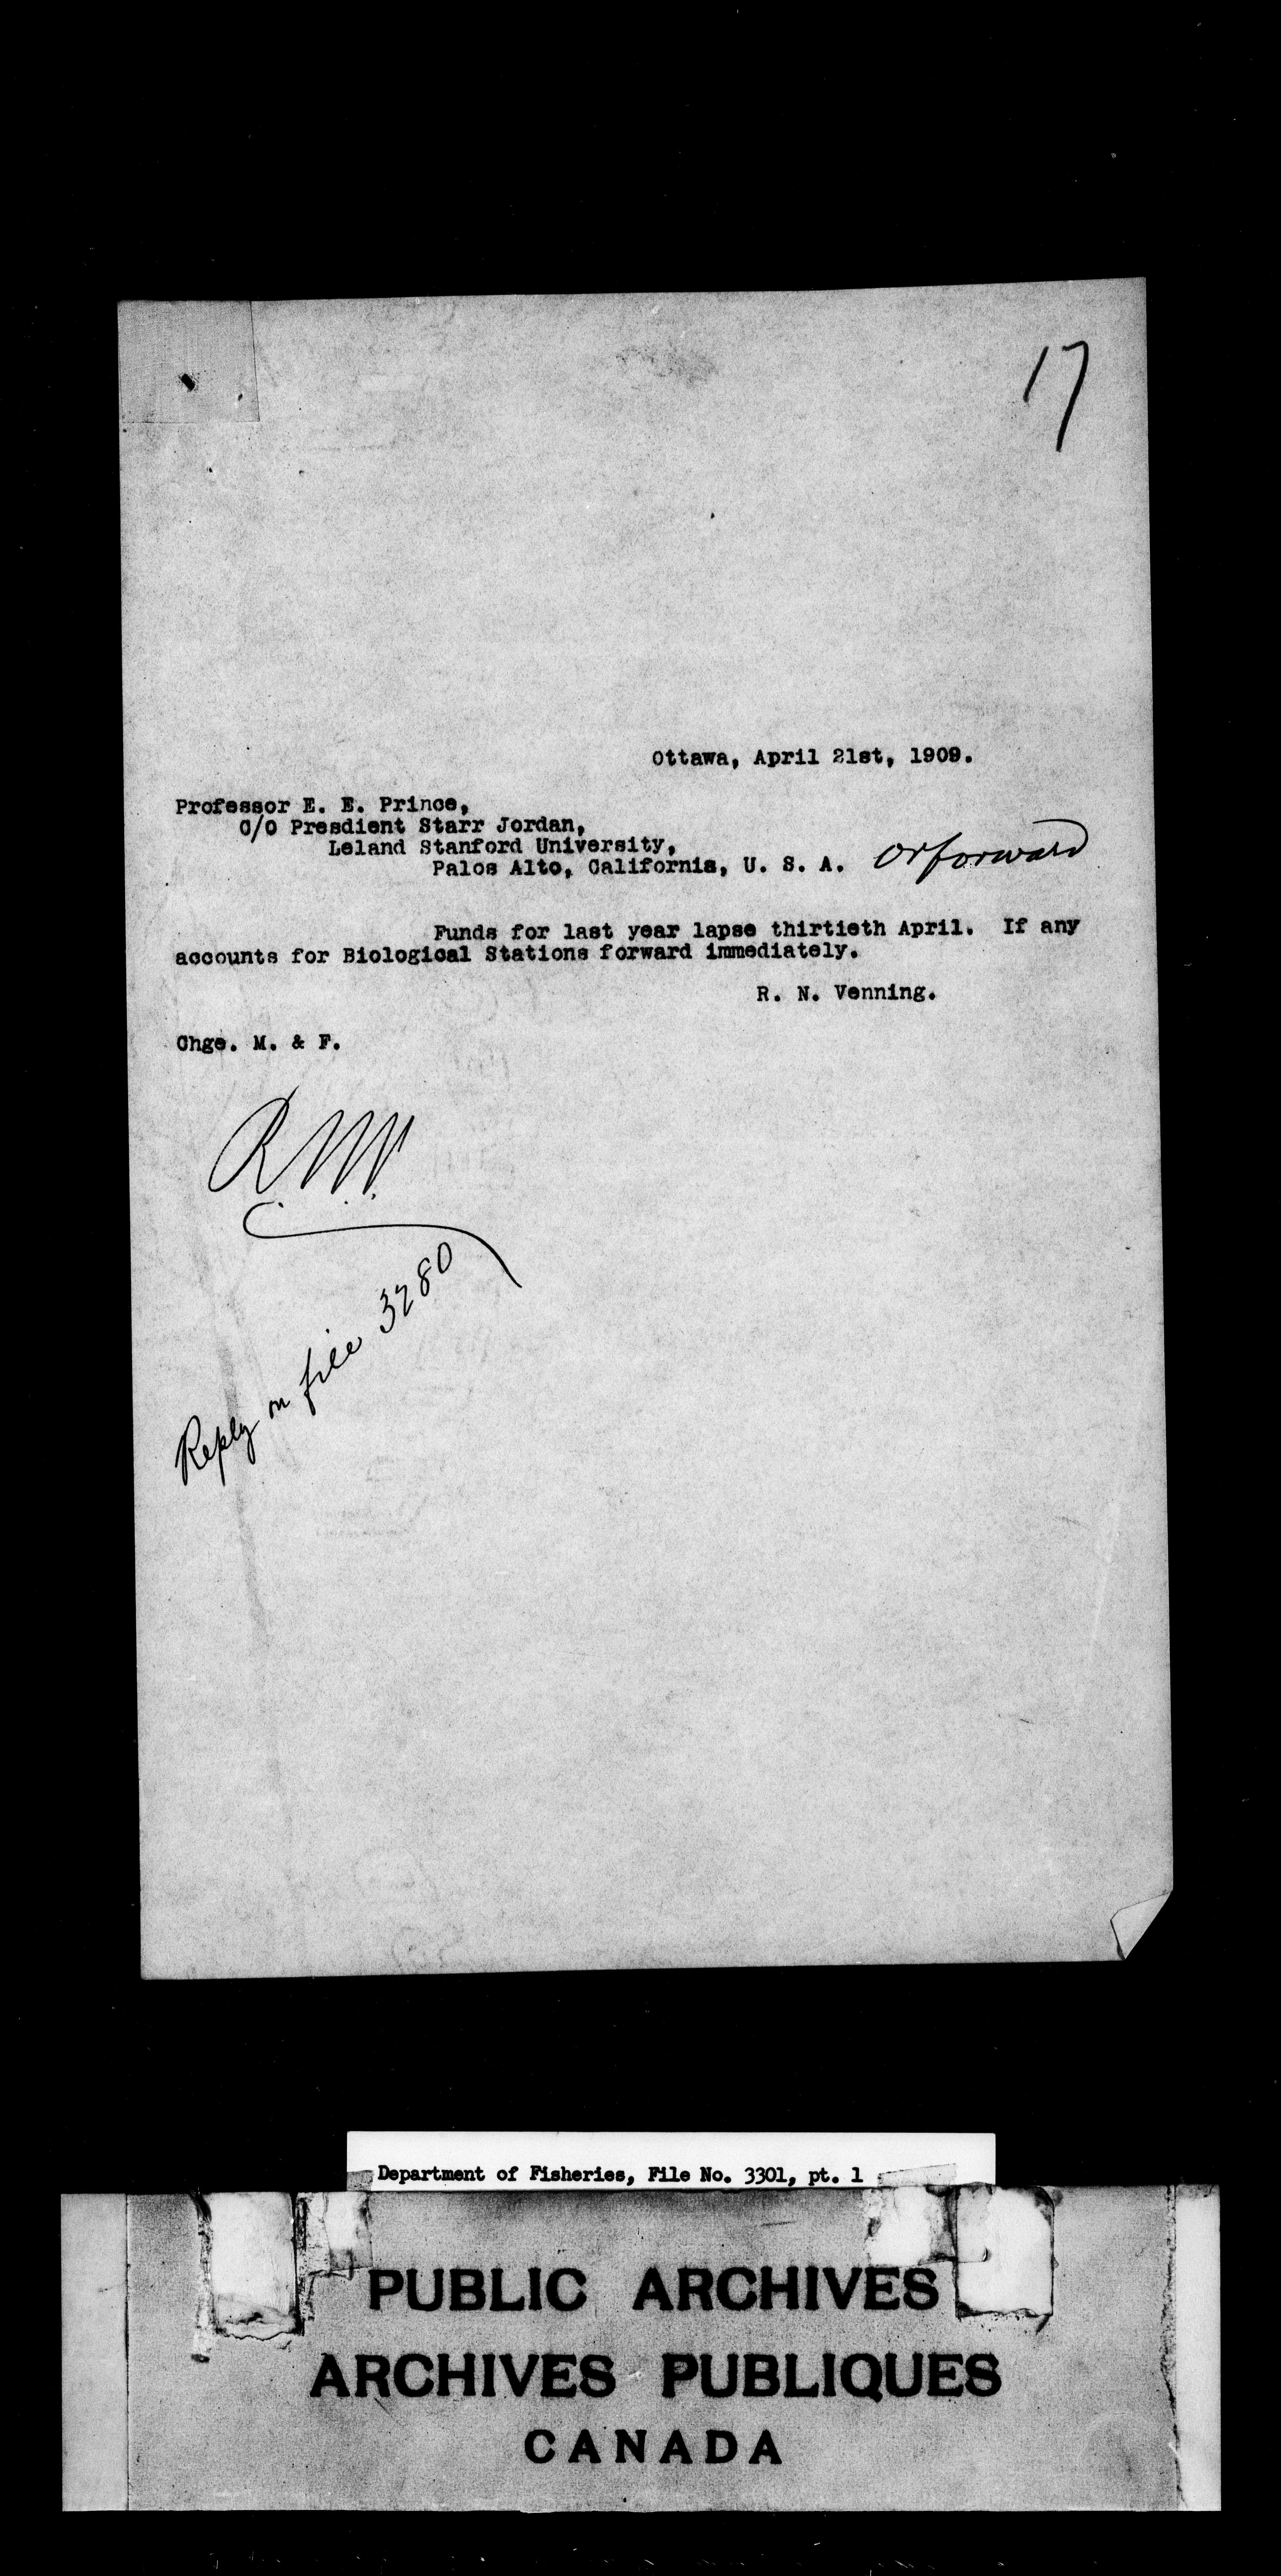 17
Ottawa, April 21st, 1909.
Professor E. E. Prince,
C/O Presdient Starr Jordan,
Leland Stanford University,
Palos Alto, California, U. S. A. or forward
Funds for last year lapse thirtieth April. If any
accounts for Biological Stations forward immediately.
R. N. Venning.
Chge. M. & F.
R.N.V.
Reply on file 3280
Department of Fisheries, File No. 3301, pt. 1
PUBLIC ARCHIVES
ARCHIVES PUBLIQUES
CANADA